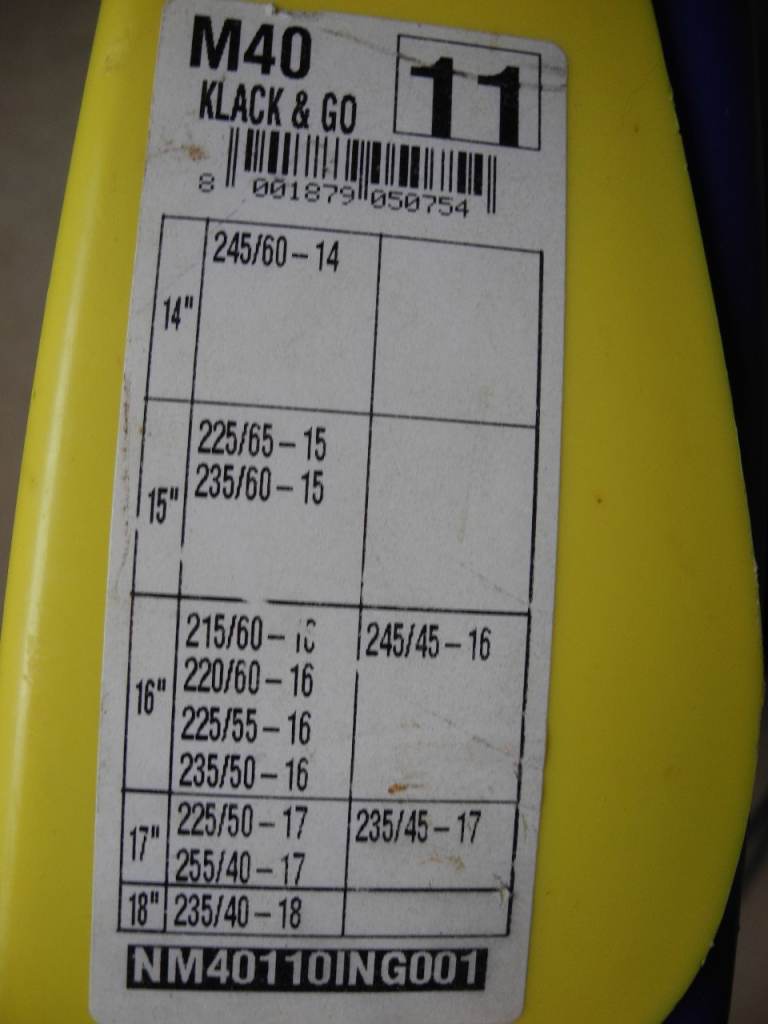 M40
11
KLACK & GO
8 001879 050754
14" 245/60 – 14
15" 225/65 – 15
235/60 – 15
16" 215/60 – 16 245/45 – 16
220/60 – 16
225/55 – 16
235/50 – 16
17" 225/50 – 17 235/45 – 17
255/40 – 17
18" 235/40 – 18
NM40110ING001